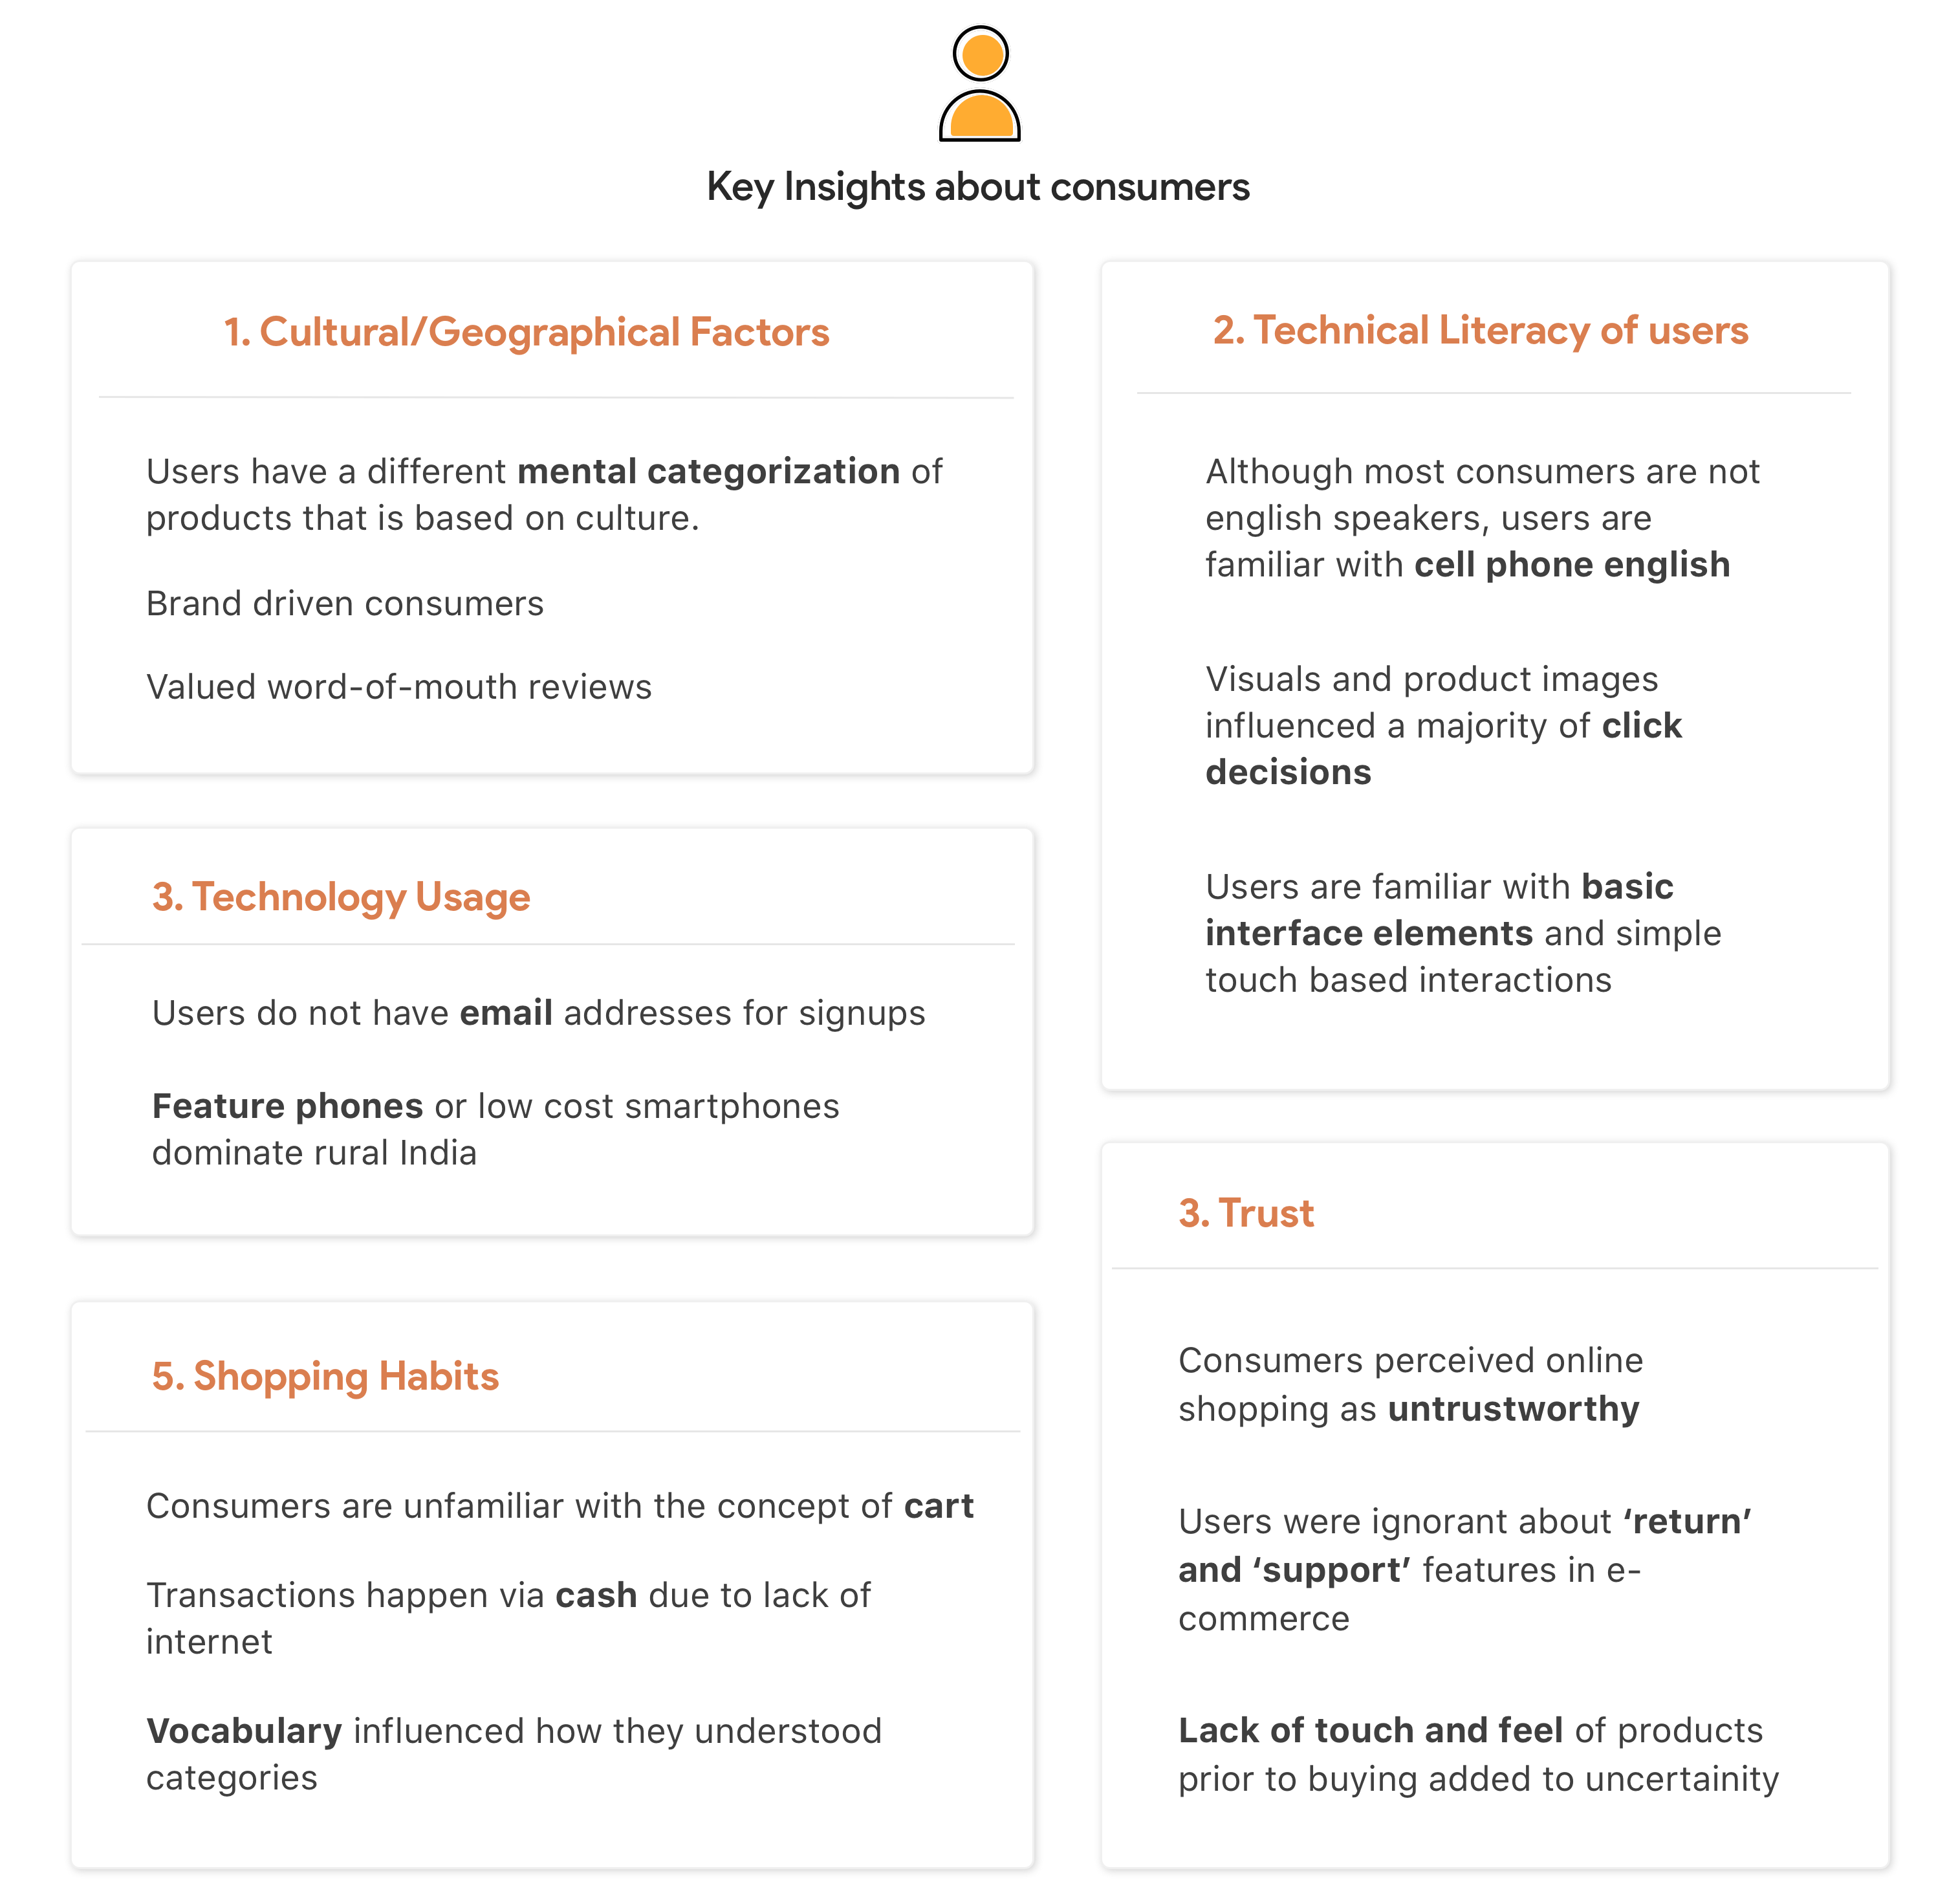 Key Insights about consumers
1. Cultural/Geographical Factors
Users have a different mental categorization of
products that is based on culture.
Brand driven consumers
Valued word-of-mouth reviews
2. Technical Literacy of users
Although most consumers are not
english speakers, users are
familiar with cell phone english
Visuals and product images
influenced a majority of click
decisions
Users are familiar with basic
interface elements and simple
touch based interactions
3. Technology Usage
Users do not have email addresses for signups
Feature phones or low cost smartphones
dominate rural India
3. Trust
Consumers perceived online
shopping as untrustworthy
Users were ignorant about ‘return’
and ‘support’ features in e-
commerce
Lack of touch and feel of products
prior to buying added to uncertainity
5. Shopping Habits
Consumers are unfamiliar with the concept of cart
Transactions happen via cash due to lack of
internet
Vocabulary influenced how they understood
categories